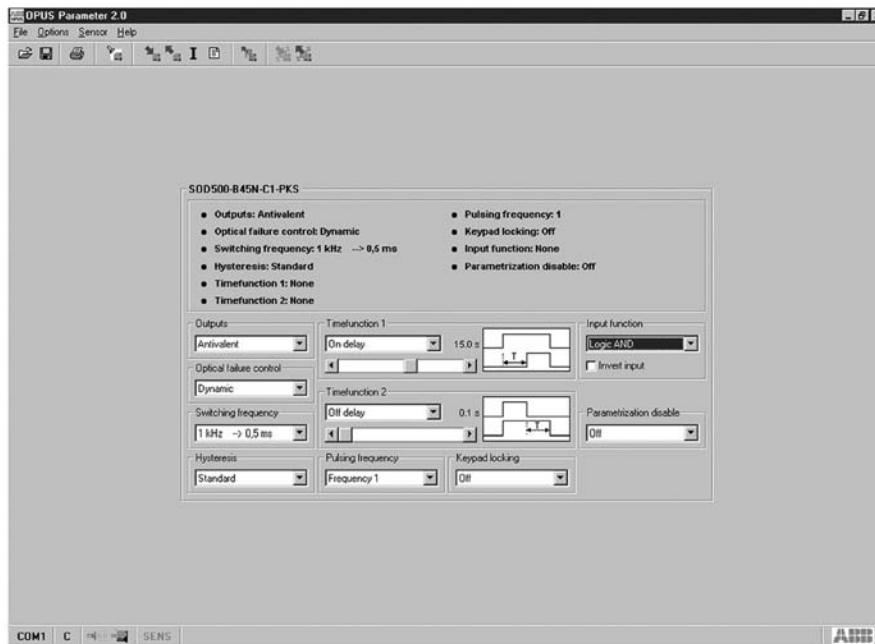 OPUS Parameter 2.0
File Options Sensor Help
SOD500-B45N-C1-PKS
Outputs: Antivalent
Optical failure control: Dynamic
Switching frequency: 1 kHz --> 0,5 ms
Hysteresis: Standard
Timefunction 1: None
Timefunction 2: None
Pulsing frequency: 1
Keypad locking: Off
Input function: None
Parametrization disable: Off
Outputs
Antivalent
Timefunction 1
On delay
15.0 s
T
Input function
Logic AND
Invert input
Optical failure control
Dynamic
Timefunction 2
Off delay
0.1 s
T
Switching frequency
1 kHz -> 0,5 ms
Parametrization disable
Off
Hysteresis
Standard
Pulsing frequency
Frequency 1
Keypad locking
Off
COM1 C SENS
ABB